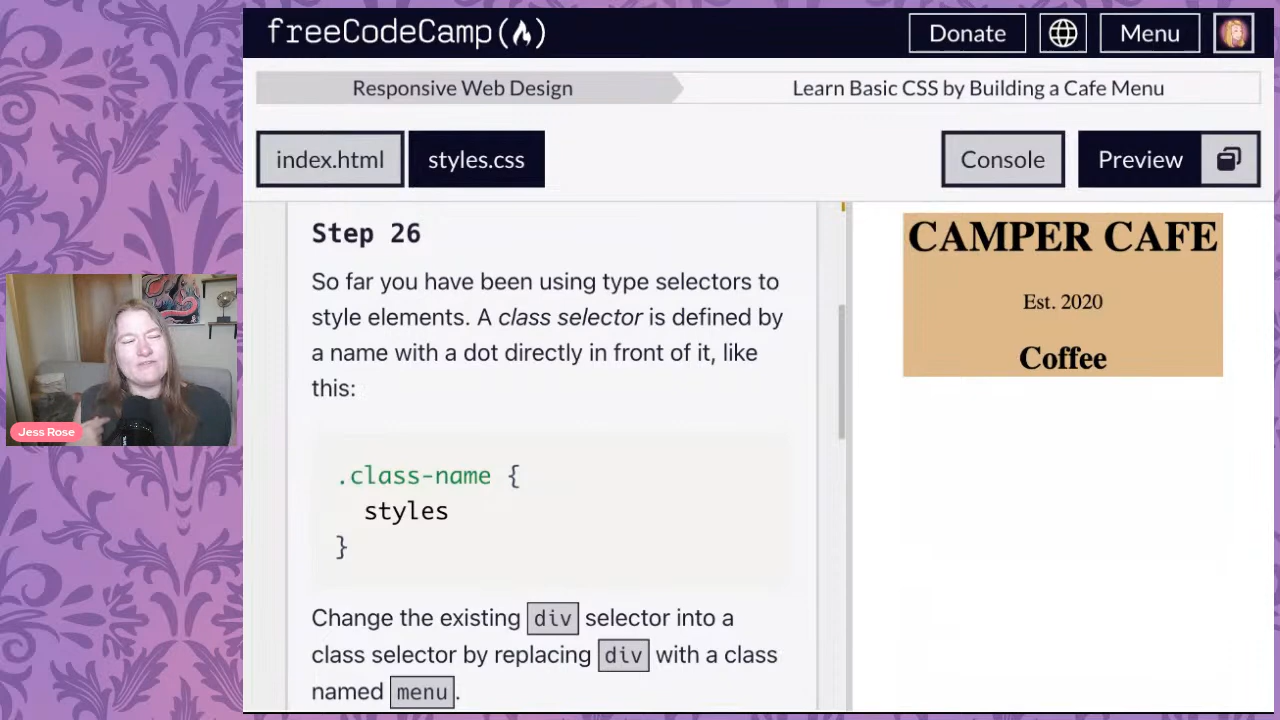 freeCodeCamp(🔥)
Donate
Menu
Responsive Web Design
Learn Basic CSS by Building a Cafe Menu
index.html
styles.css
Console
Preview
Step 26
So far you have been using type selectors to
style elements. A class selector is defined by
a name with a dot directly in front of it, like
this:
.class-name {
styles
}
Change the existing div selector into a
class selector by replacing div with a class
named menu.
CAMPER CAFE
Est. 2020
Coffee
Jess Rose